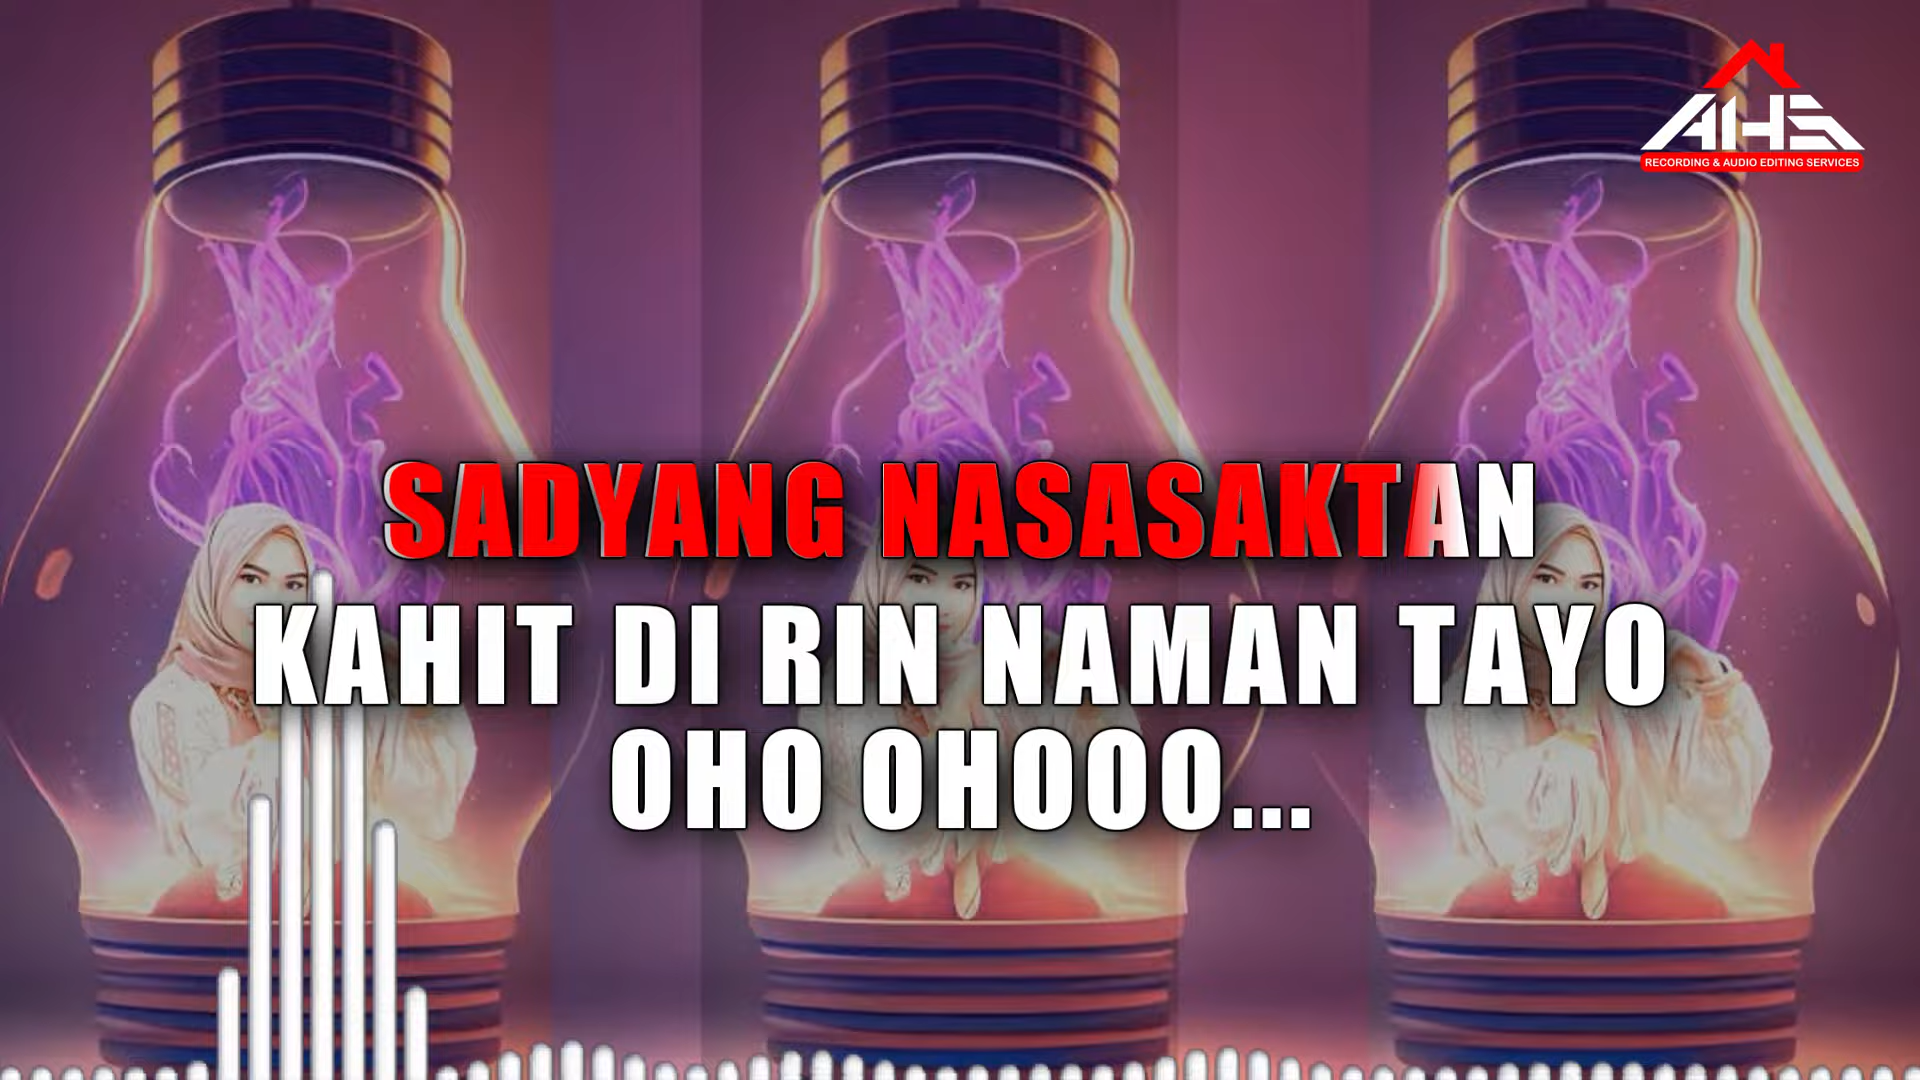 AHS
RECORDING & AUDIO EDITING SERVICES
SADYANG NASASAKTAN
KAHIT DI RIN NAMAN TAYO
OHO OHOOO...